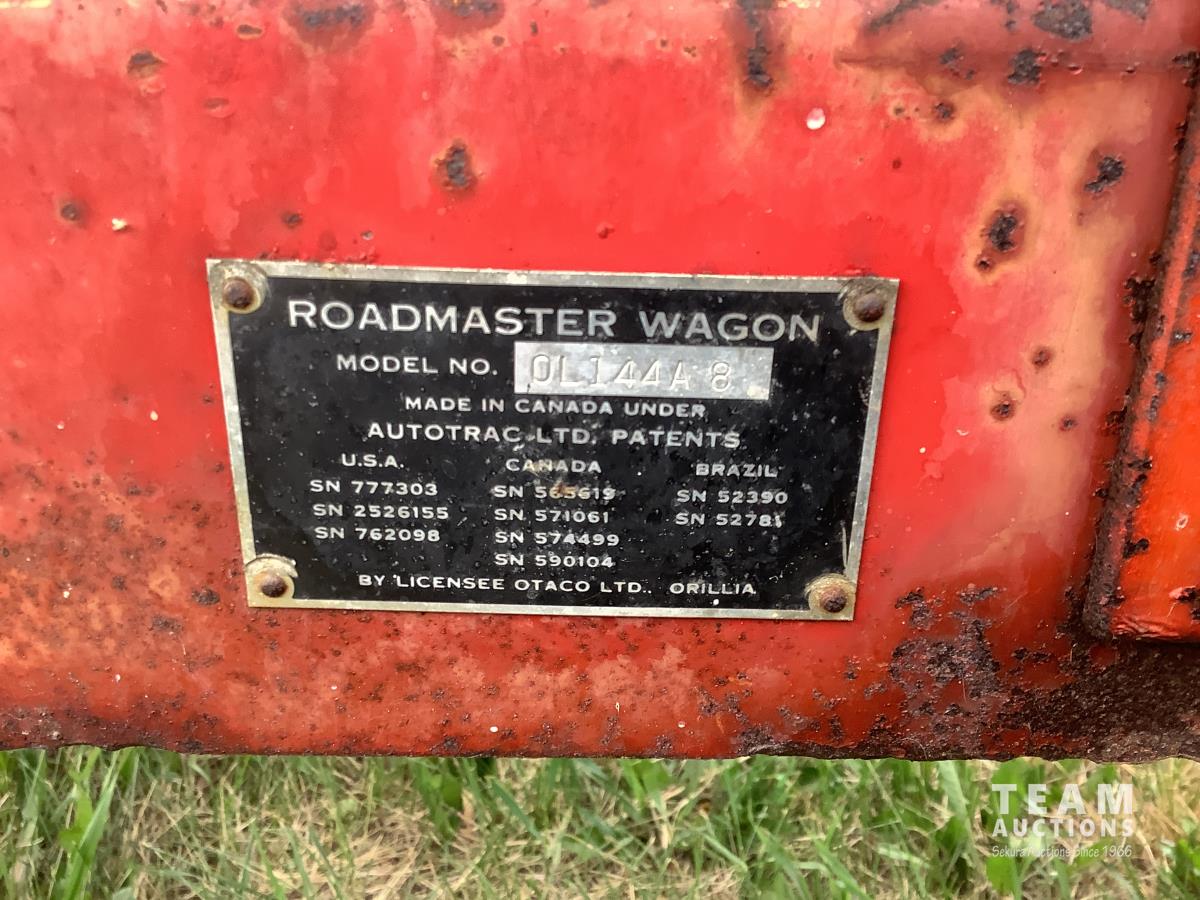 ROADMASTER WAGON
MODEL NO. OLI44A8
MADE IN CANADA UNDER
AUTOTRAC LTD. PATENTS
U.S.A. CANADA BRAZIL
SN 777303 SN 565619 SN 52390
SN 2526155 SN 571061 SN 52781
SN 762098 SN 574499
SN 590104
BY LICENSEE OTACO LTD.. ORILLIA
TEAM
AUCTIONS
Sekura Auctions Since 1966